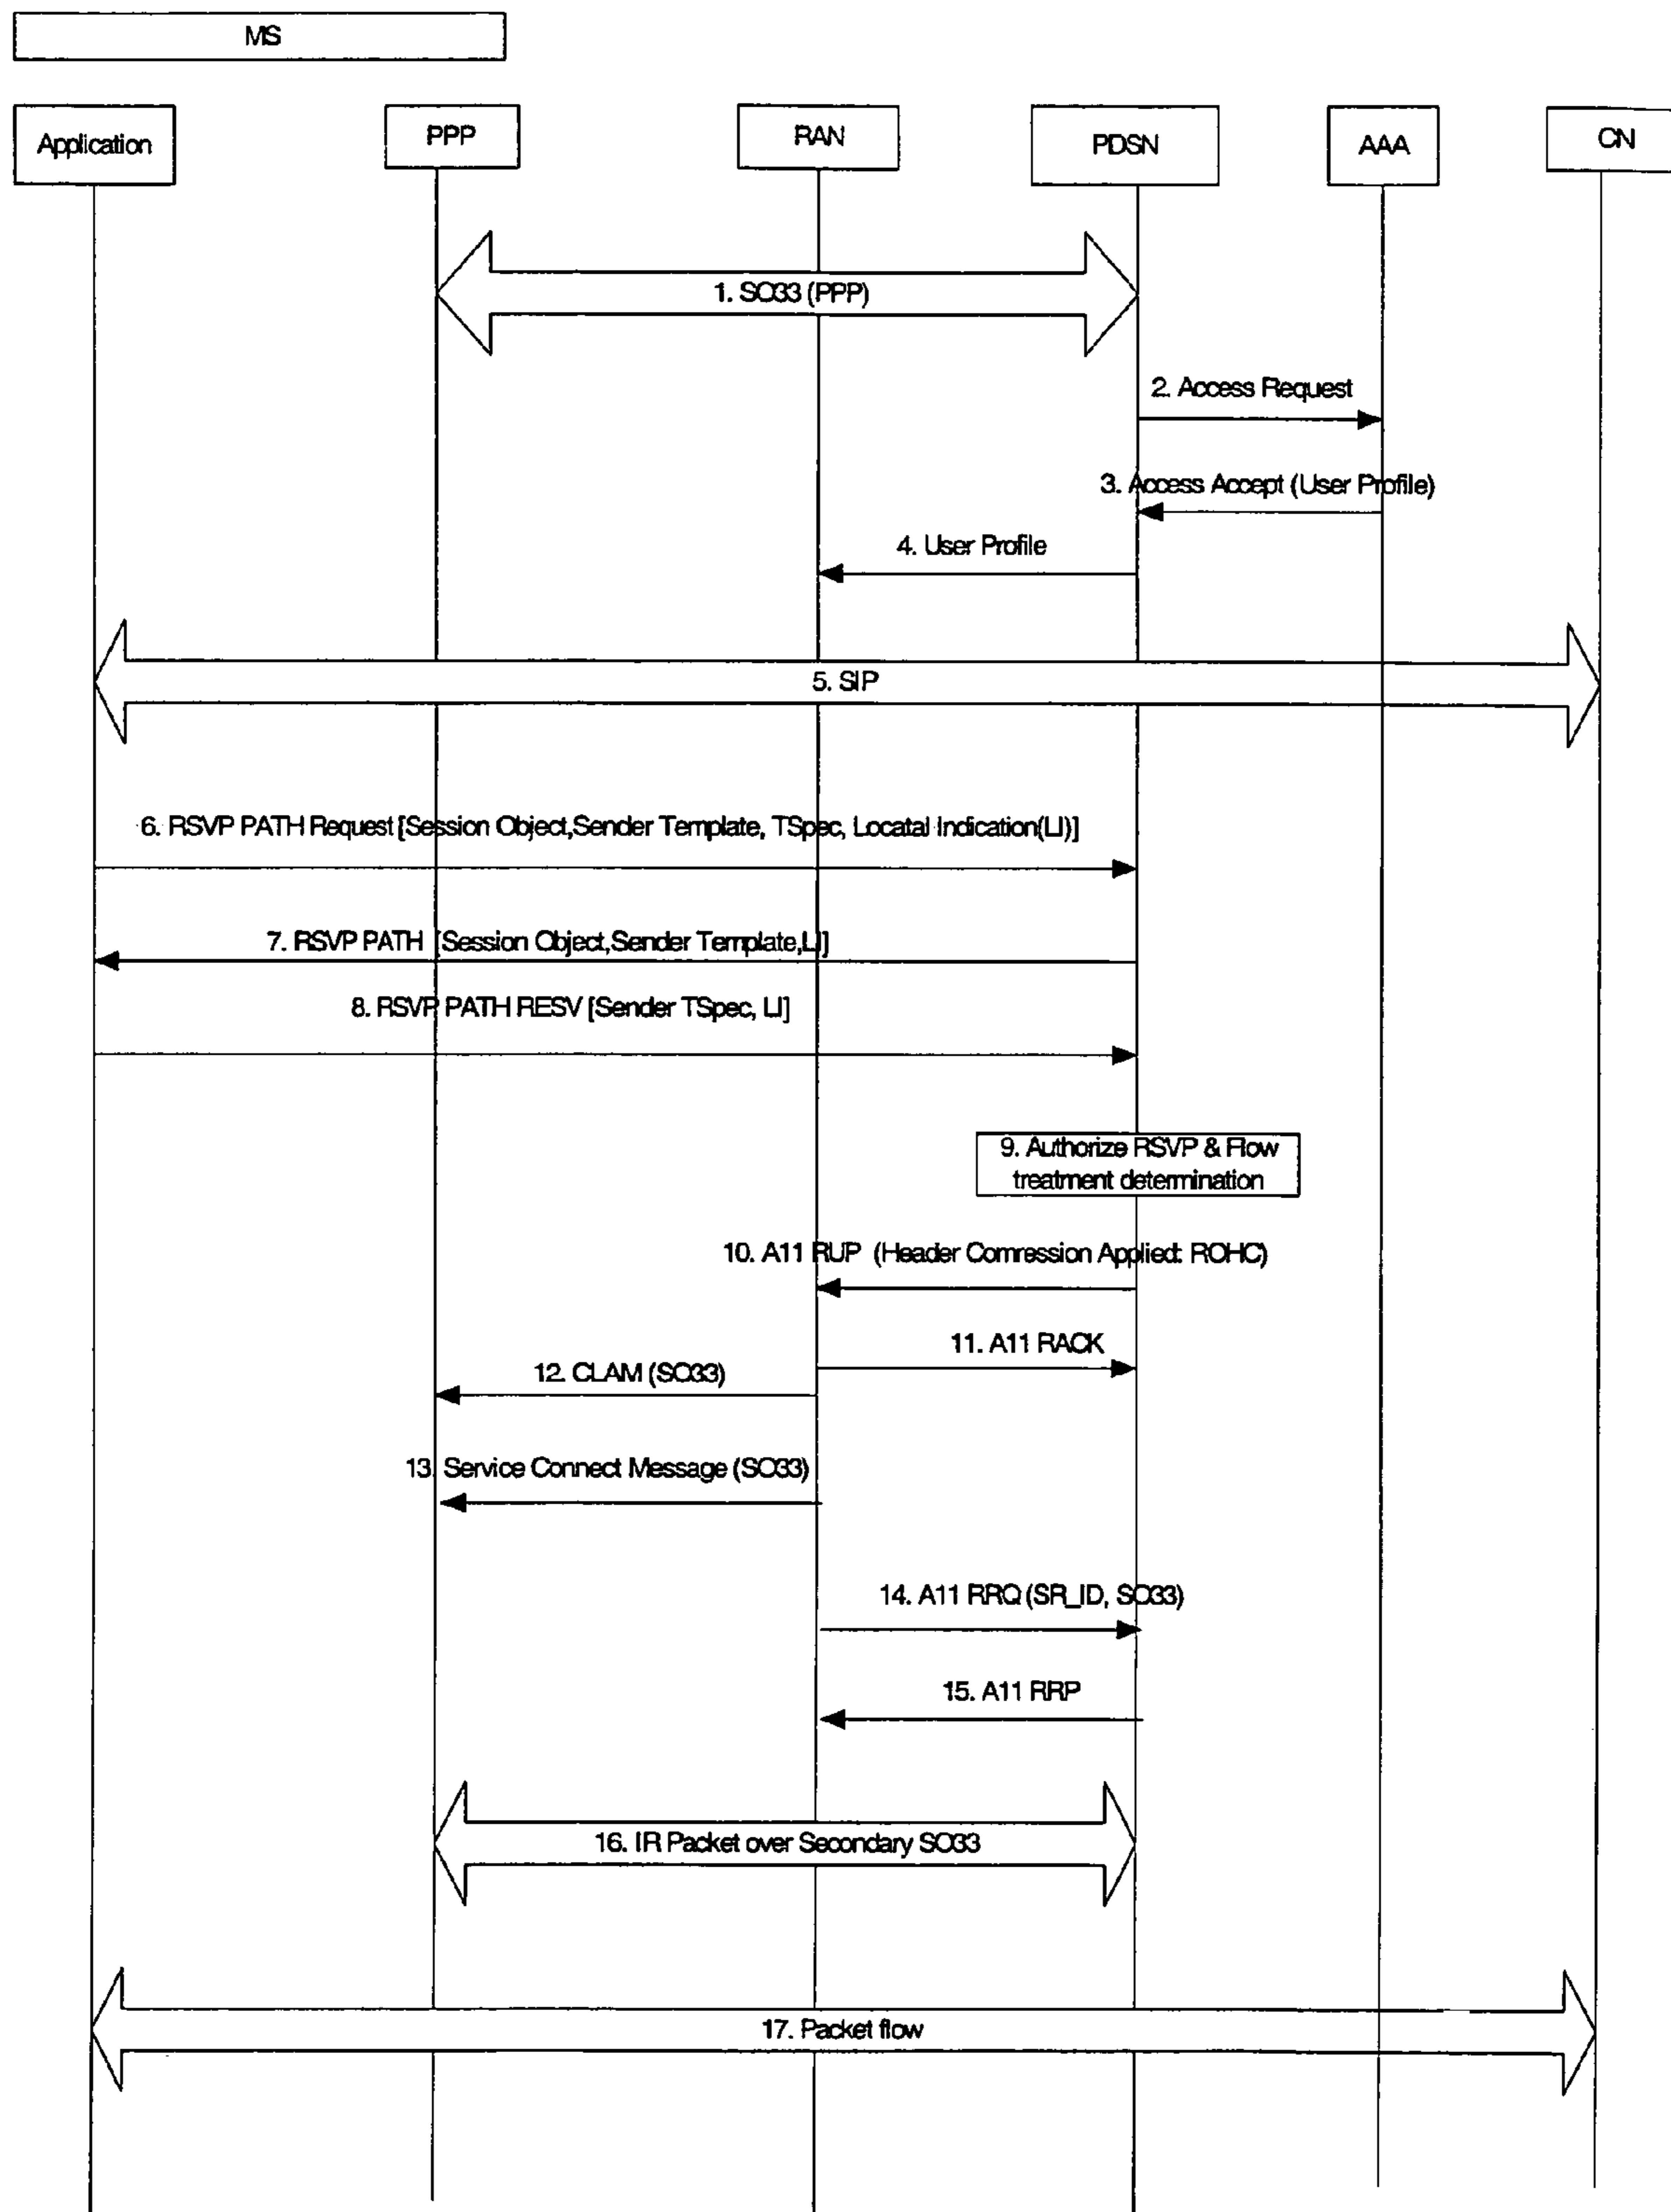 MS
Application
PPP
RAN
PDSN
AAA
CN
1. SO33 (PPP)
2. Access Request
3. Access Accept (User Profile)
4. User Profile
5. SIP
6. RSVP PATH Request [Session Object,Sender Template, TSpec, Locatal Indication(LI)]
7. RSVP PATH [Session Object,Sender Template,LI]
8. RSVP PATH RESV [Sender TSpec, LI]
9. Authorize RSVP & Flow
treatment determination
10. A11 RUP (Header Comression Applied: ROHC)
11. A11 RACK
12. CLAM (SO33)
13. Service Connect Message (SO33)
14. A11 RRQ (SR_ID, SO33)
15. A11 RRP
16. IR Packet over Secondary SO33
17. Packet flow